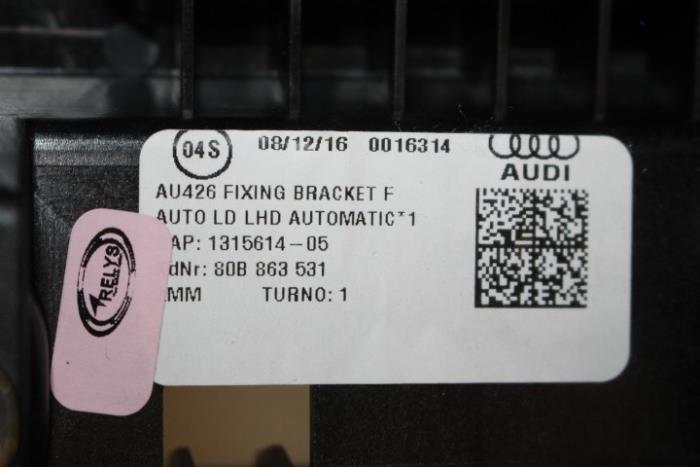 04S 08/12/16 0016314
AUDI
AU426 FIXING BRACKET F
AUTO LD LHD AUTOMATIC*1
AP: 1315614-05
dNr: 80B 863 531
MM TURNO: 1
RELYS